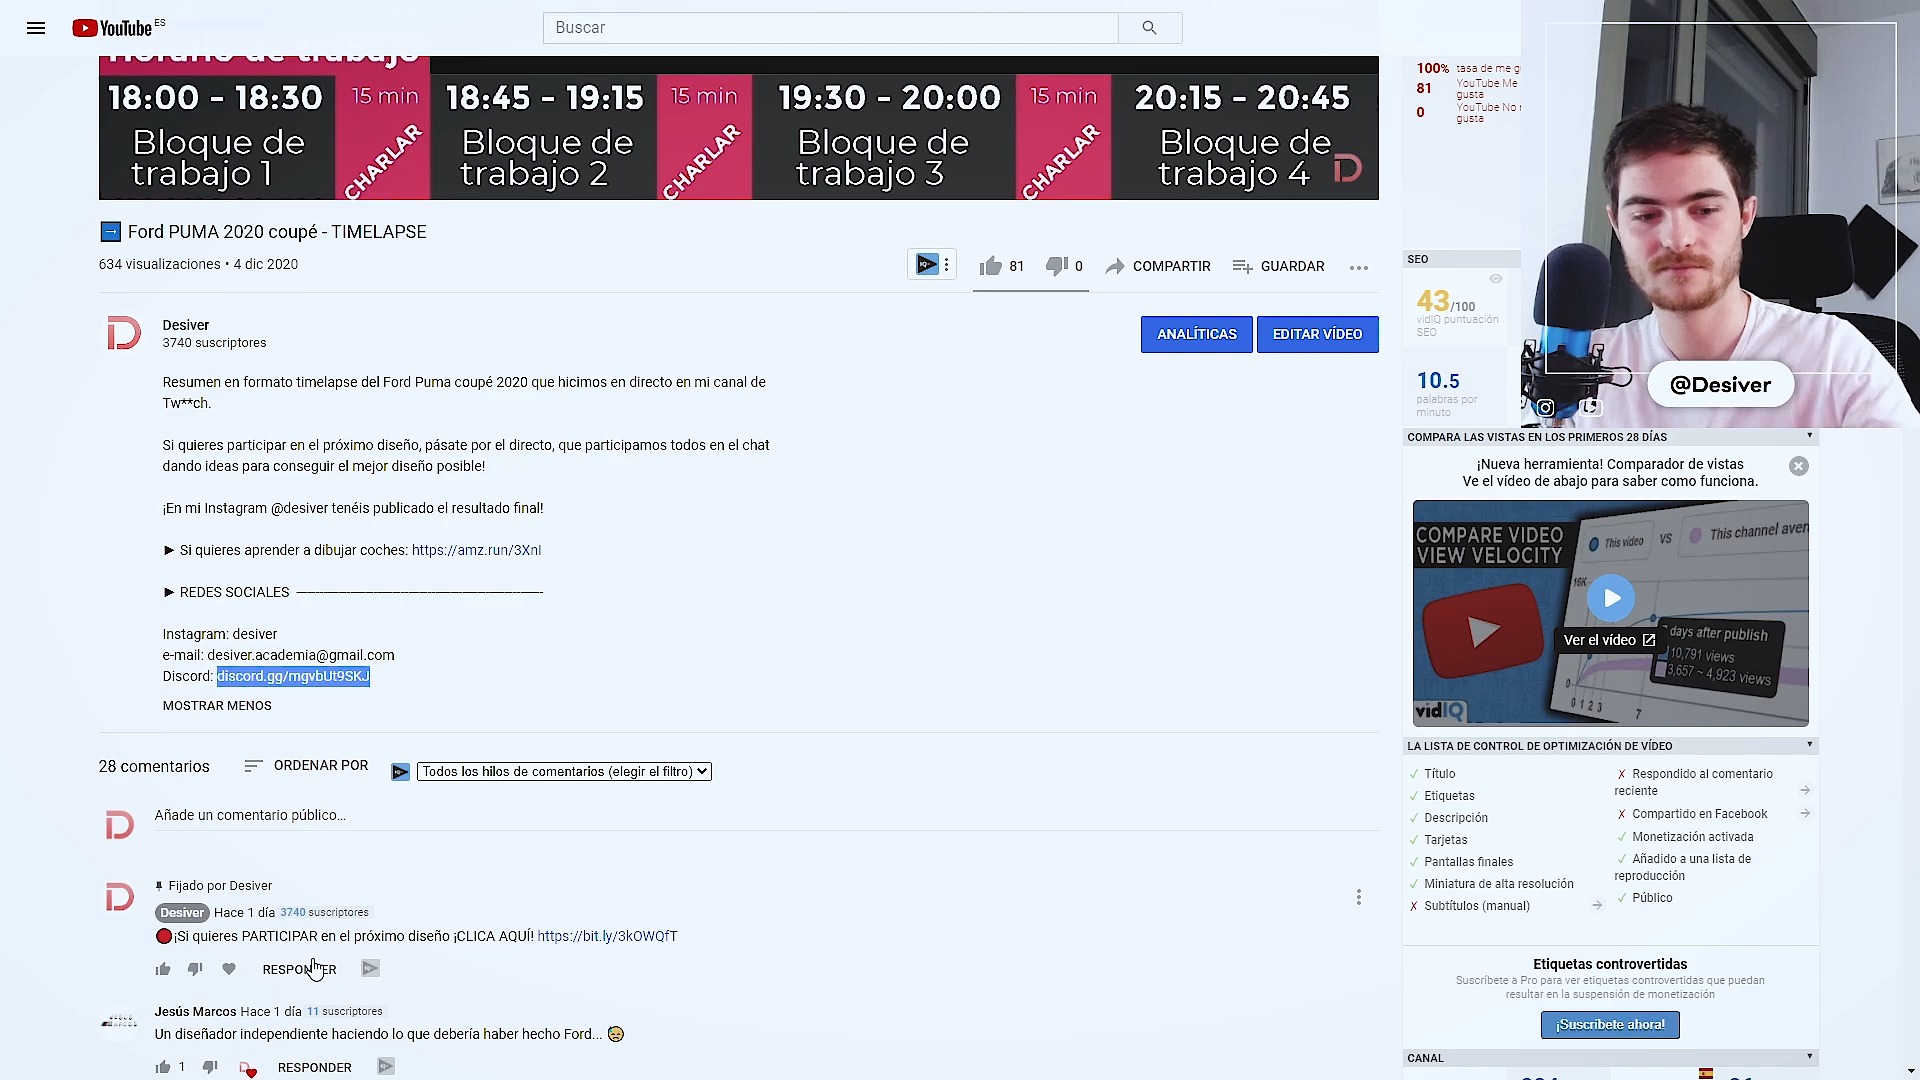 YouTube ES
Buscar
Horario de trabajo
18:00 - 18:30
Bloque de
trabajo 1
15 min
CHARLAR
18:45 - 19:15
Bloque de
trabajo 2
15 min
CHARLAR
19:30 - 20:00
Bloque de
trabajo 3
15 min
CHARLAR
20:15 - 20:45
Bloque de
trabajo 4
Ford PUMA 2020 coupé - TIMELAPSE
634 visualizaciones • 4 dic 2020
81
0
COMPARTIR
GUARDAR
Desiver
3740 suscriptores
ANALÍTICAS
EDITAR VÍDEO
Resumen en formato timelapse del Ford Puma coupé 2020 que hicimos en directo en mi canal de
Tw**ch.
Si quieres participar en el próximo diseño, pásate por el directo, que participamos todos en el chat
dando ideas para conseguir el mejor diseño posible!
¡En mi Instagram @desiver tenéis publicado el resultado final!
► Si quieres aprender a dibujar coches: https://amz.run/3XnI
► REDES SOCIALES
Instagram: desiver
e-mail: desiver.academia@gmail.com
Discord: discord.gg/mgvbUt9SKJ
MOSTRAR MENOS
28 comentarios
ORDENAR POR
Todos los hilos de comentarios (elegir el filtro)
Añade un comentario público...
Fijado por Desiver
Desiver Hace 1 día 3740 suscriptores
¡Si quieres PARTICIPAR en el próximo diseño ¡CLICA AQUÍ! https://bit.ly/3kOWQfT
RESPONDER
Jesús Marcos Hace 1 día 11 suscriptores
Un diseñador independiente haciendo lo que debería haber hecho Ford...
1
RESPONDER
100% tasa de me g
81 YouTube Me
gusta
0 YouTube No
gusta
@Desiver
SEO
43/100
vidIQ puntuación
SEO
10.5
palabras por
minuto
COMPARA LAS VISTAS EN LOS PRIMEROS 28 DÍAS
¡Nueva herramienta! Comparador de vistas
Ve el vídeo de abajo para saber como funciona.
COMPARE VIDEO
VIEW VELOCITY
This video
VS
This channel aver
16K
Ver el vídeo
days after publish
10,791 views
3,657 ~ 4,923 views
0
0 1 2 3
7
vidIQ
LA LISTA DE CONTROL DE OPTIMIZACIÓN DE VÍDEO
Título
Etiquetas
Descripción
Tarjetas
Pantallas finales
Miniatura de alta resolución
Subtítulos (manual)
Respondido al comentario
reciente
Compartido en Facebook
Monetización activada
Añadido a una lista de
reproducción
Público
Etiquetas controvertidas
Suscríbete a Pro para ver etiquetas controvertidas que puedan
resultar en la suspensión de monetización
¡Suscríbete ahora!
CANAL